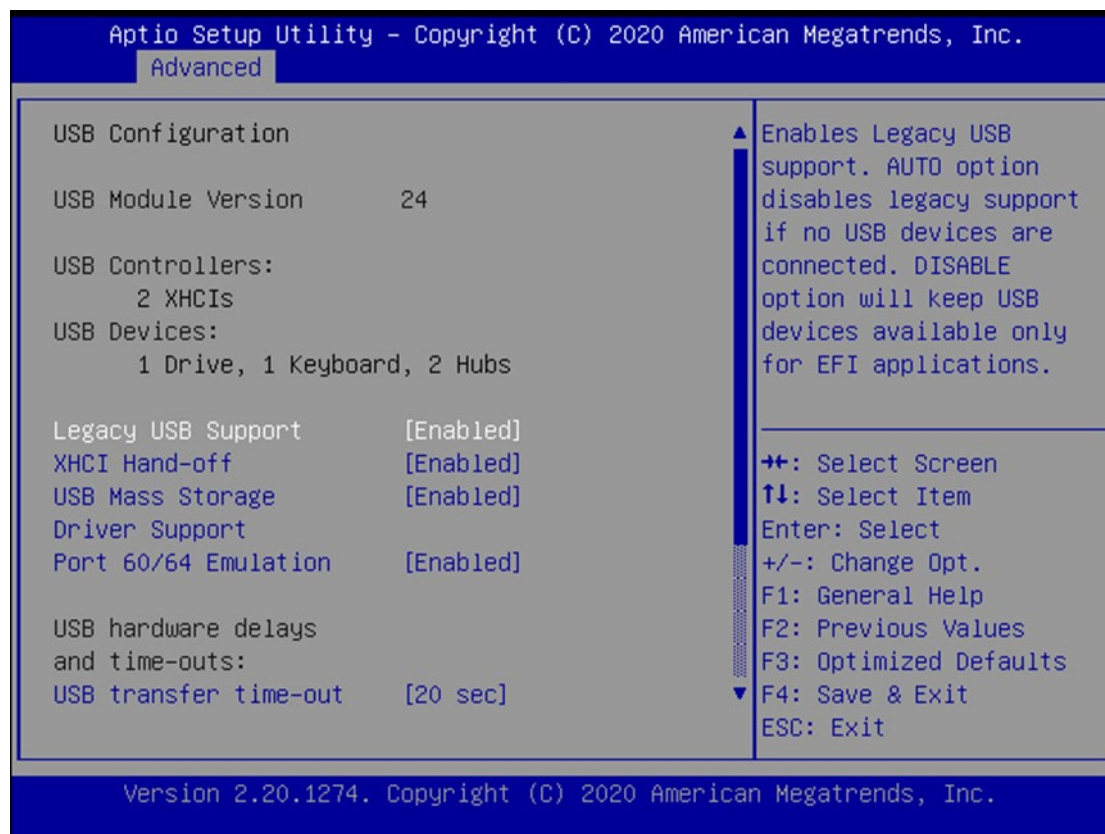 Aptio Setup Utility – Copyright (C) 2020 American Megatrends, Inc.
Advanced
USB Configuration
USB Module Version 24
USB Controllers:
2 XHCIs
USB Devices:
1 Drive, 1 Keyboard, 2 Hubs
Legacy USB Support [Enabled]
XHCI Hand-off [Enabled]
USB Mass Storage [Enabled]
Driver Support
Port 60/64 Emulation [Enabled]
USB hardware delays
and time-outs:
USB transfer time-out [20 sec]
Enables Legacy USB
support. AUTO option
disables legacy support
if no USB devices are
connected. DISABLE
option will keep USB
devices available only
for EFI applications.
→←: Select Screen
↑↓: Select Item
Enter: Select
+/-: Change Opt.
F1: General Help
F2: Previous Values
F3: Optimized Defaults
F4: Save & Exit
ESC: Exit
Version 2.20.1274. Copyright (C) 2020 American Megatrends, Inc.